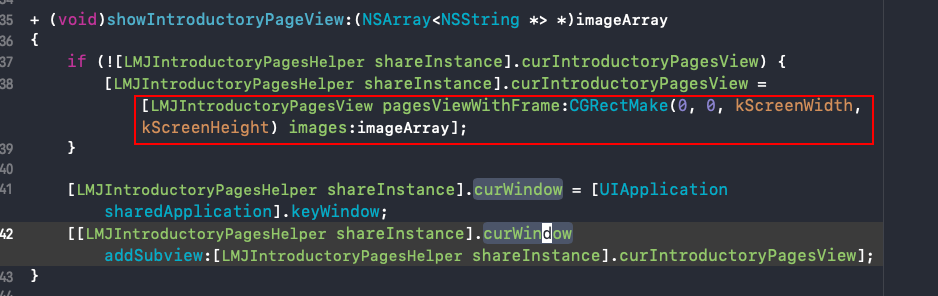 35 + (void)showIntroductoryPageView:(NSArray<NSString *> *)imageArray
36 {
37 if (![LMJIntroductoryPagesHelper shareInstance].curIntroductoryPagesView) {
38 [LMJIntroductoryPagesHelper shareInstance].curIntroductoryPagesView =
[LMJIntroductoryPagesView pagesViewWithFrame:CGRectMake(0, 0, kScreenWidth,
kScreenHeight) images:imageArray];
39 }
40
41 [LMJIntroductoryPagesHelper shareInstance].curWindow = [UIApplication
sharedApplication].keyWindow;
42 [[LMJIntroductoryPagesHelper shareInstance].curWindow
addSubview:[LMJIntroductoryPagesHelper shareInstance].curIntroductoryPagesView];
43 }